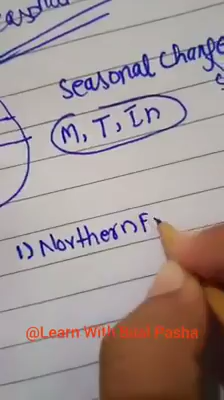 seasonal change
M, T, In
1) Northern F
@Learn With Bilal Pasha